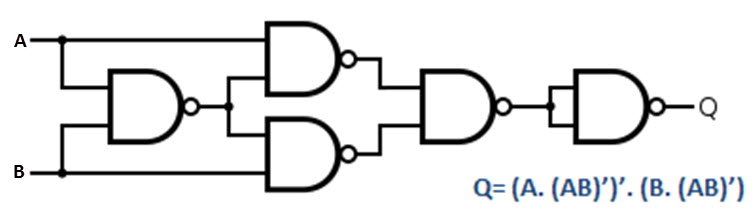 A
B
Q
Q= (A. (AB)’)’. (B. (AB)’)